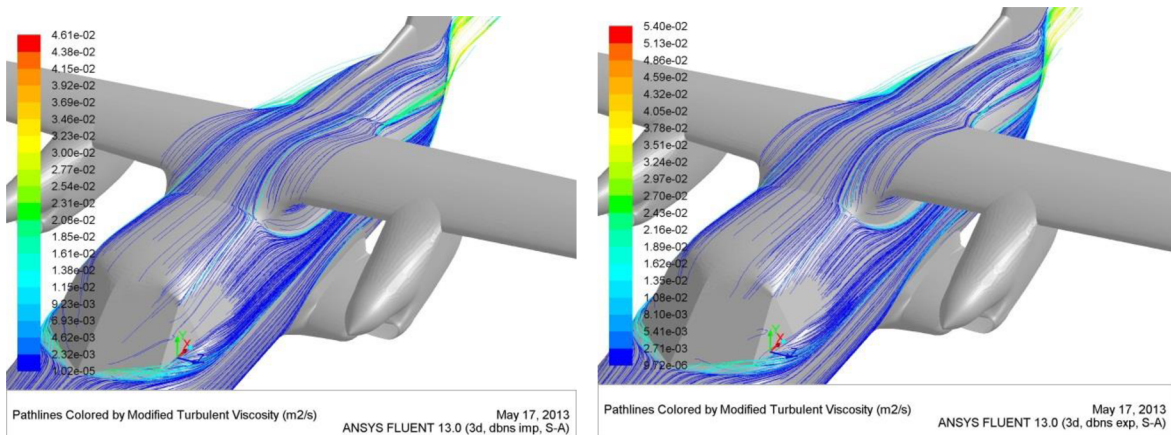 4.61e-02
4.38e-02
4.15e-02
3.92e-02
3.69e-02
3.46e-02
3.23e-02
3.00e-02
2.77e-02
2.54e-02
2.31e-02
2.08e-02
1.85e-02
1.61e-02
1.38e-02
1.15e-02
9.23e-03
6.93e-03
4.62e-03
2.32e-03
1.02e-05
Y
X
Z
Pathlines Colored by Modified Turbulent Viscosity (m2/s)
May 17, 2013
ANSYS FLUENT 13.0 (3d, dbns imp, S-A)
5.40e-02
5.13e-02
4.86e-02
4.59e-02
4.32e-02
4.05e-02
3.78e-02
3.51e-02
3.24e-02
2.97e-02
2.70e-02
2.43e-02
2.16e-02
1.89e-02
1.62e-02
1.35e-02
1.08e-02
8.10e-03
5.41e-03
2.71e-03
9.72e-06
Y
X
Z
Pathlines Colored by Modified Turbulent Viscosity (m2/s)
May 17, 2013
ANSYS FLUENT 13.0 (3d, dbns exp, S-A)